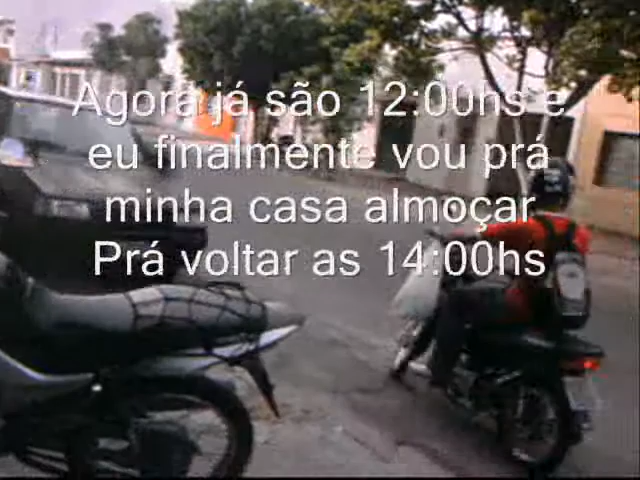 Agora já são 12:00hs e
eu finalmente vou prá
minha casa almoçar
Prá voltar as 14:00hs